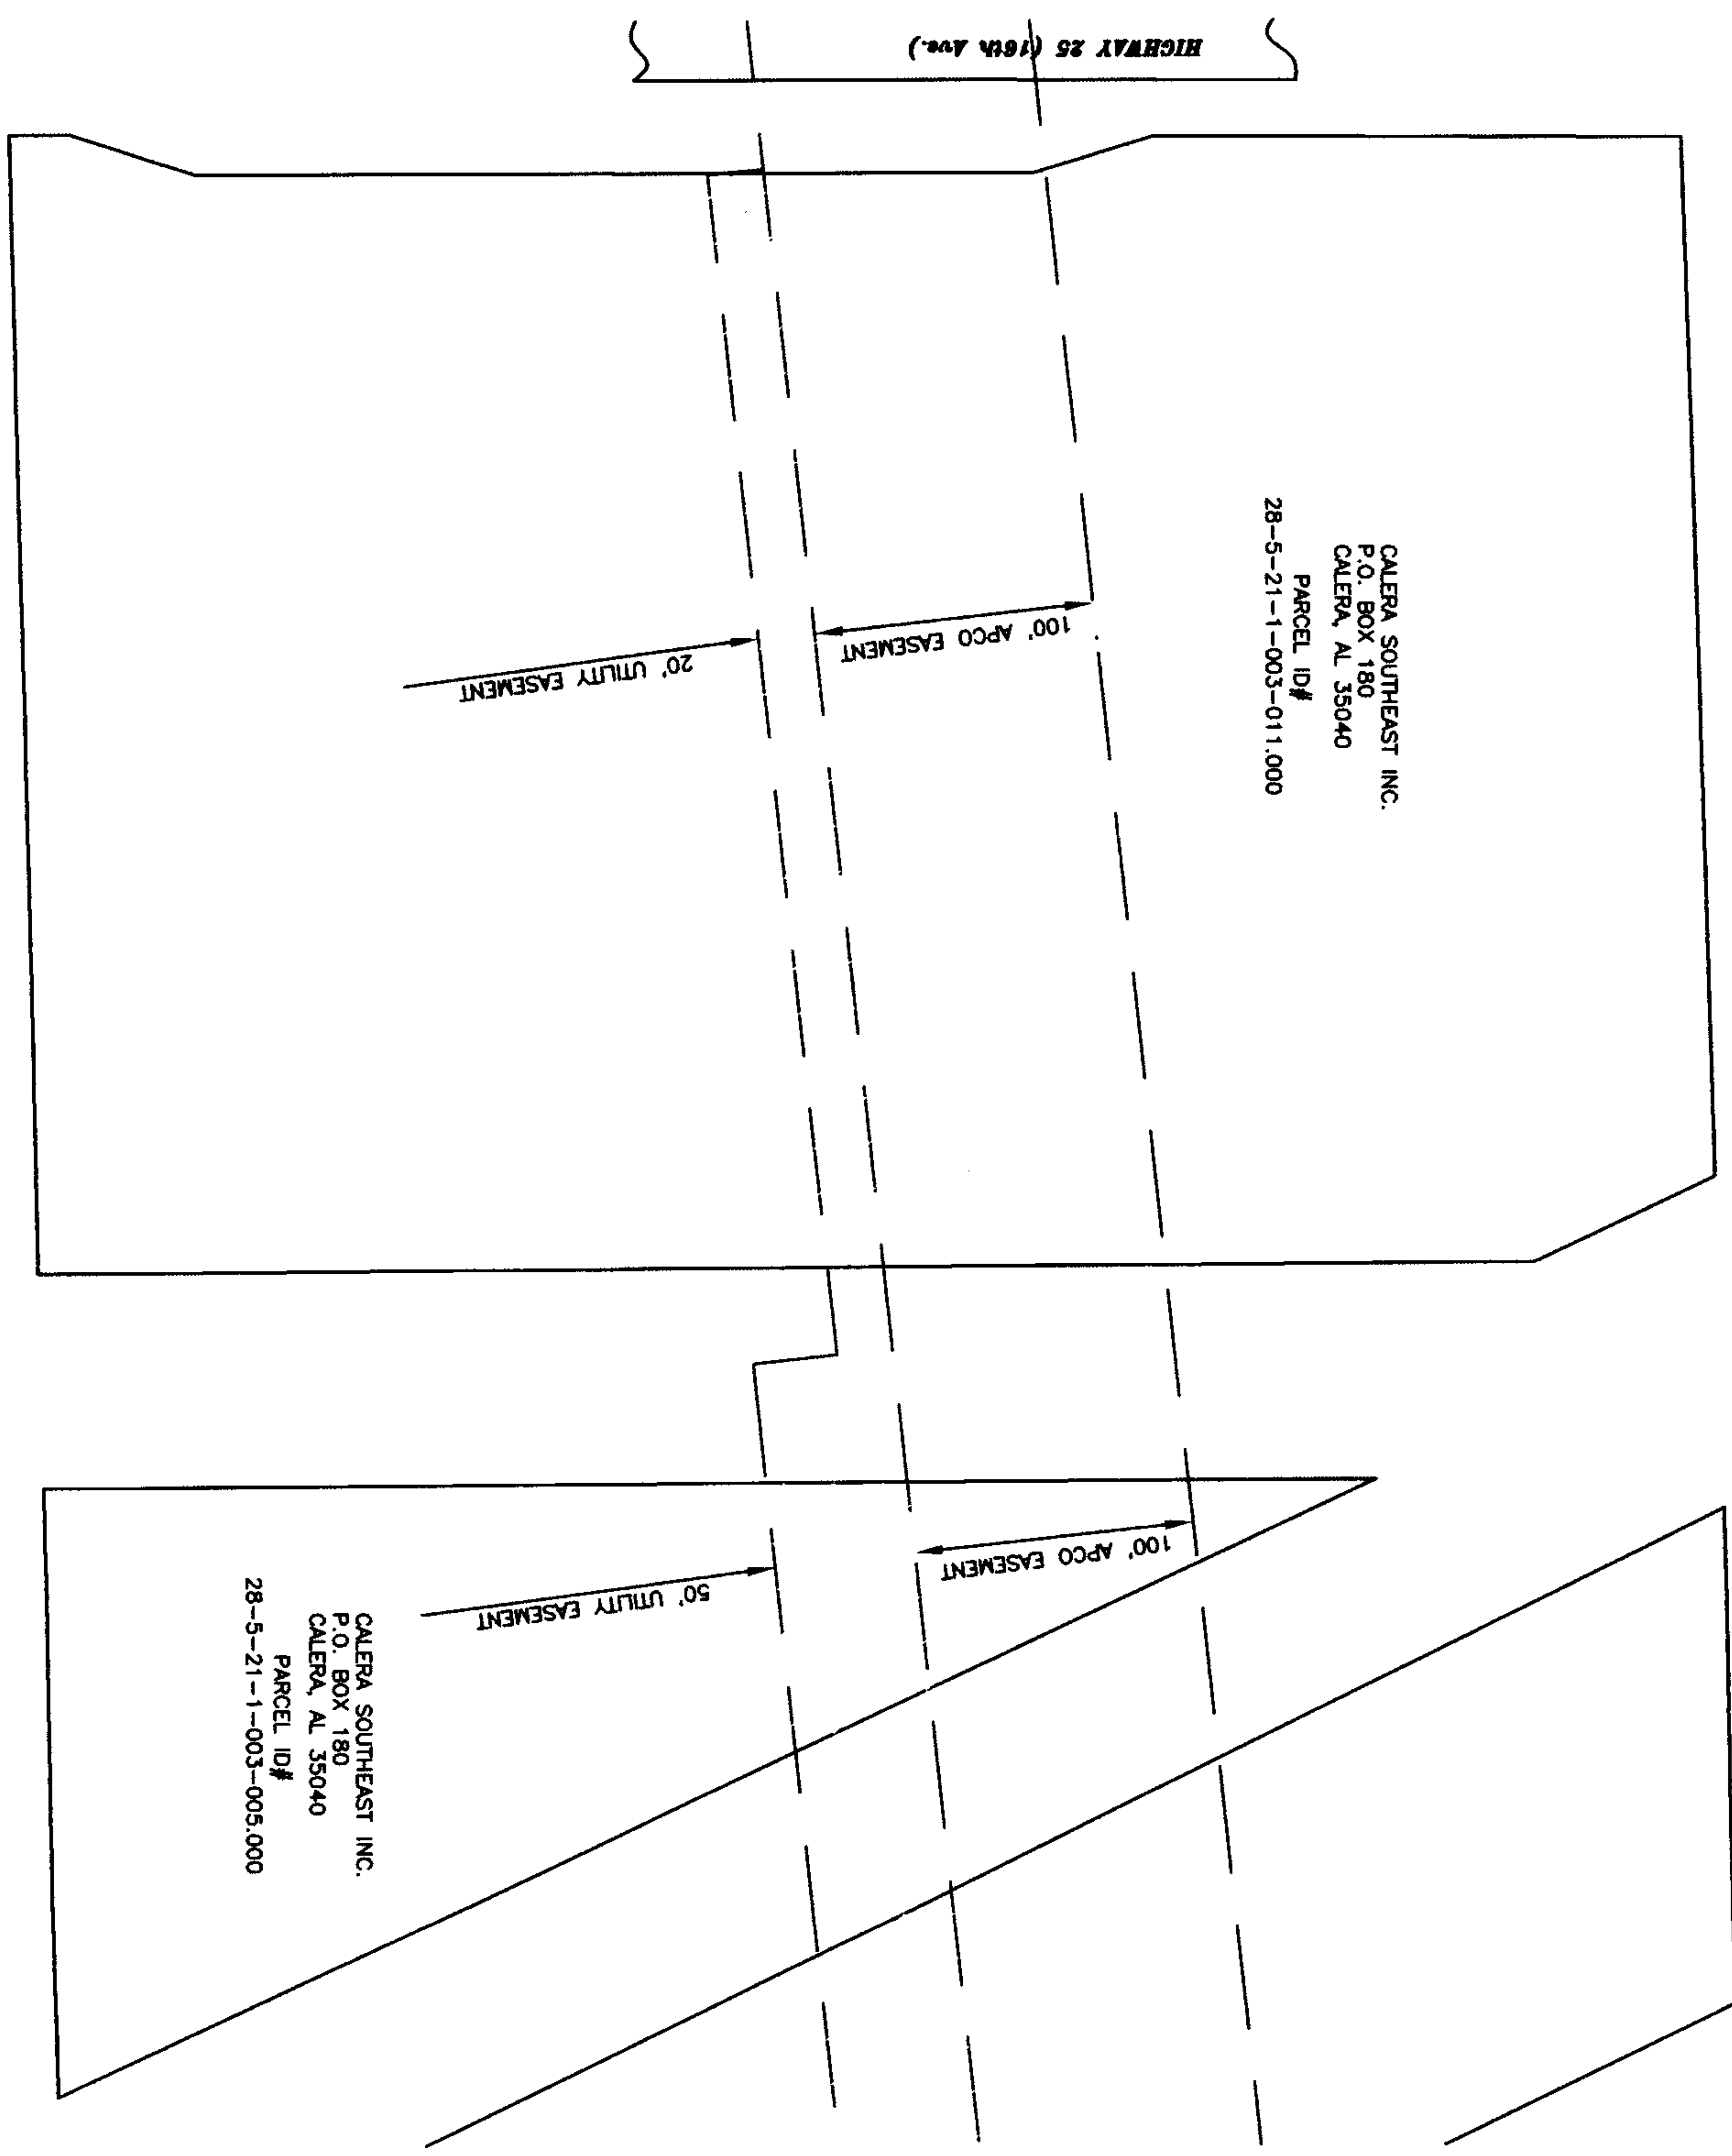 HIGHWAY 25 (16th Ave.)
CALERA SOUTHEAST INC.
P.O. BOX 180
CALERA, AL 35040
PARCEL ID#
28-5-21-1-003-011.000
100' APCO EASEMENT
20' UTILITY EASEMENT
100' APCO EASEMENT
50' UTILITY EASEMENT
CALERA SOUTHEAST INC.
P.O. BOX 180
CALERA, AL 35040
PARCEL ID#
28-5-21-1-003-005.000